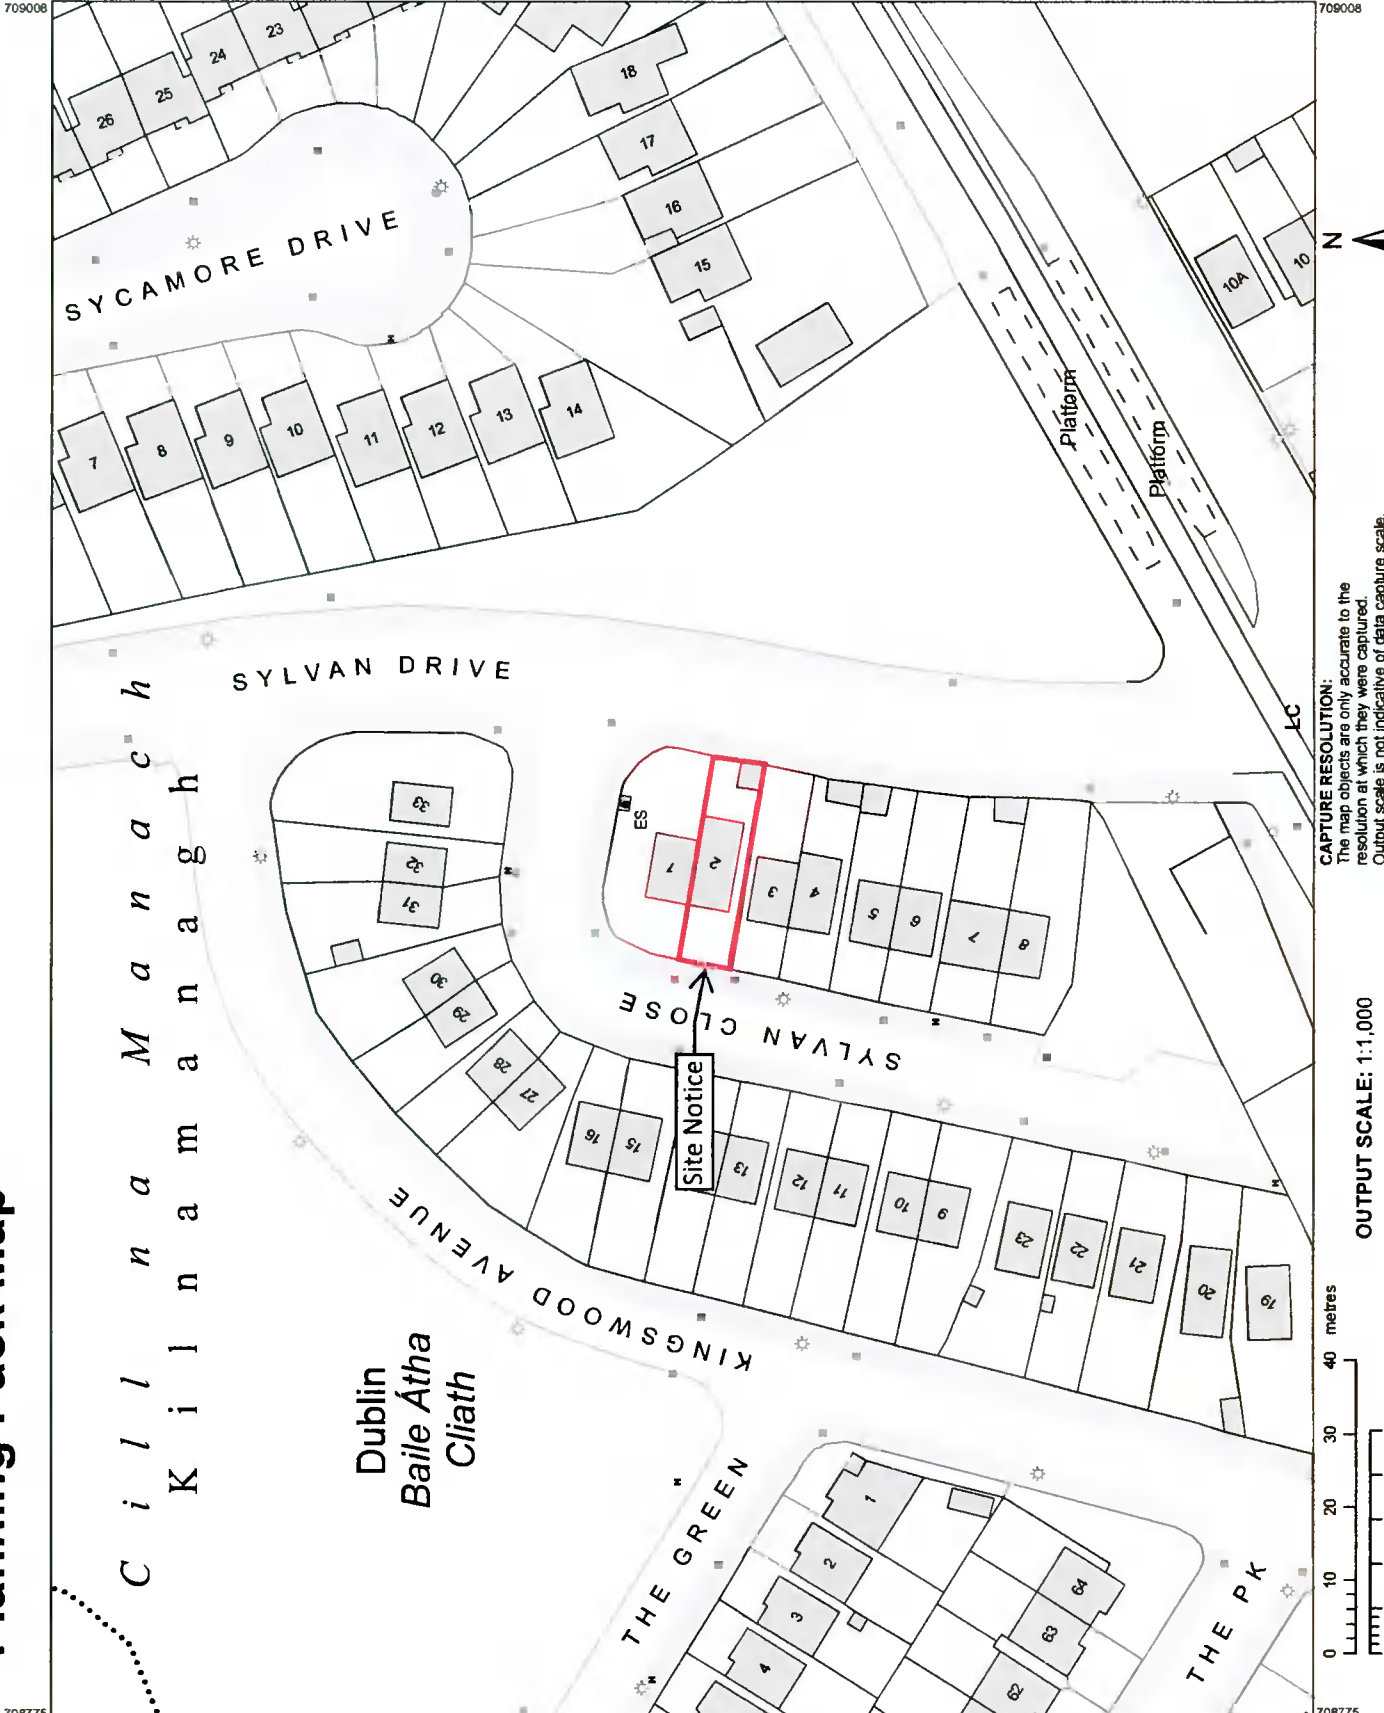 709008
709008
26
25
24
23
18
17
16
15
SYCAMORE DRIVE
7
8
9
10
11
12
13
14
10A
10
N
Platform
Platform
LC
SYLVAN DRIVE
Cill na Manach
Kilnamanagh
33
32
31
30
29
28
27
16
15
13
12
11
10
9
23
22
21
20
19
ES
1
2
3
4
5
6
7
8
SYLVAN CLOSE
Site Notice
KINGSWOOD AVENUE
Dublin
Baile Átha
Cliath
THE GREEN
1
2
3
4
64
63
62
THE PK
CAPTURE RESOLUTION:
The map objects are only accurate to the
resolution at which they were captured.
Output scale is not indicative of data capture scale.
OUTPUT SCALE: 1:1,000
0 10 20 30 40 metres
708775
708775